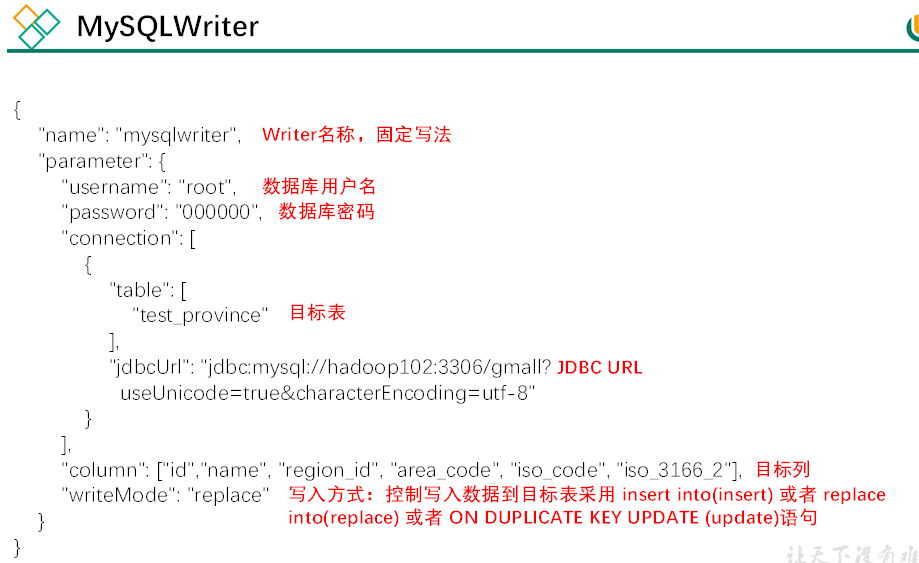 MySQLWriter
{
"name": "mysqlwriter", Writer名称，固定写法
"parameter": {
"username": "root", 数据库用户名
"password": "000000", 数据库密码
"connection": [
{
"table": [
"test_province" 目标表
],
"jdbcUrl": "jdbc:mysql://hadoop102:3306/gmall? JDBC URL
useUnicode=true&characterEncoding=utf-8"
}
],
"column": ["id","name", "region_id", "area_code", "iso_code", "iso_3166_2"], 目标列
"writeMode": "replace" 写入方式：控制写入数据到目标表采用 insert into(insert) 或者 replace
into(replace) 或者 ON DUPLICATE KEY UPDATE (update)语句
}
}
让天下没有难